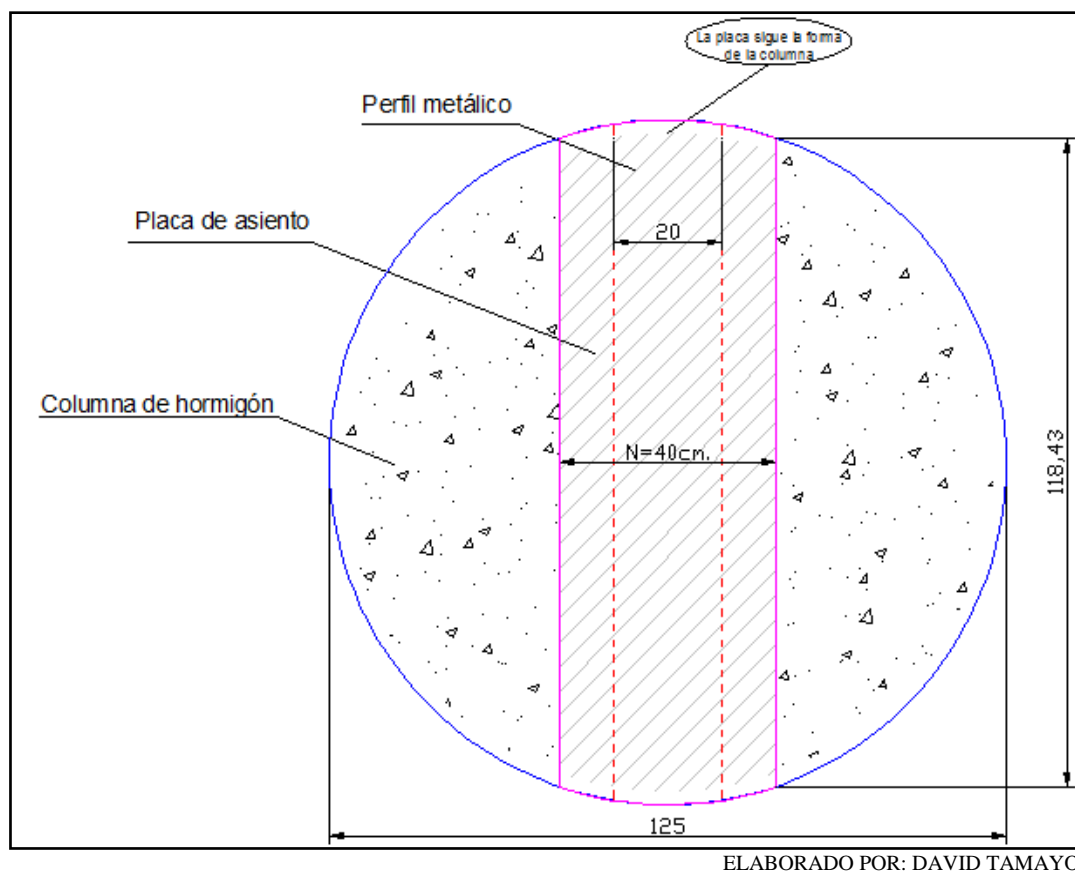 La placa sigue la forma
de la columna
Perfil metálico
Placa de asiento
20
Columna de hormigón
N=40cm.
118,43
125
ELABORADO POR: DAVID TAMAYO